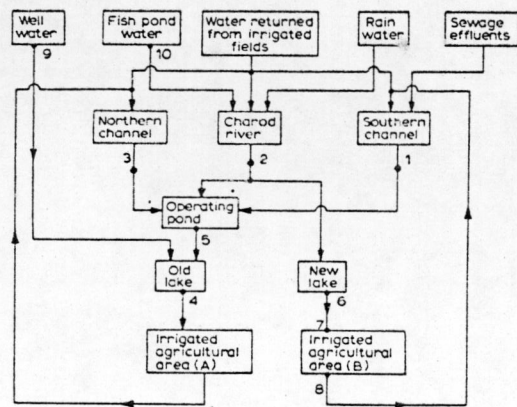 Well
water
Fish pond
water
Water returned
from irrigated
fields
Rain
water
Sewage
effluents
9
10
Northern
channel
Charod
river
Southern
channel
3
2
1
Operating
pond
5
Old
lake
New
lake
4
6
7
Irrigated
agricultural
area (A)
Irrigated
agricultural
area (B)
8